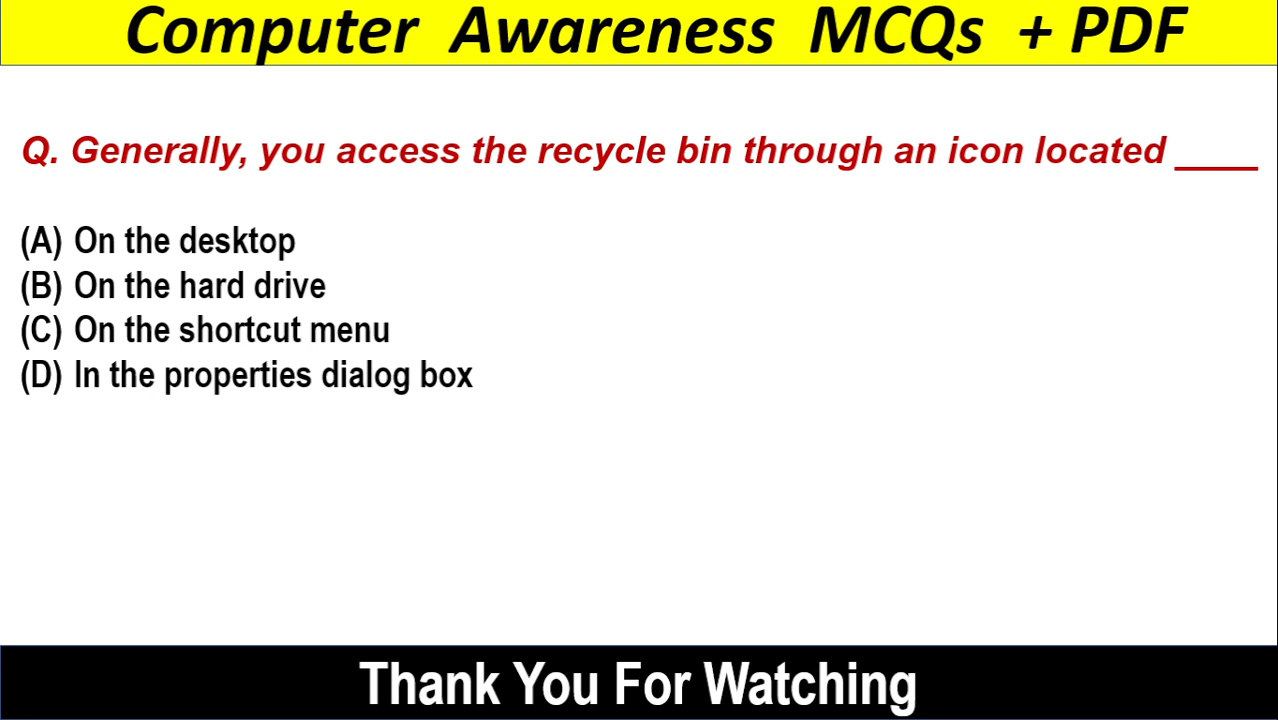 Computer Awareness MCQs + PDF
Q. Generally, you access the recycle bin through an icon located ____
(A) On the desktop
(B) On the hard drive
(C) On the shortcut menu
(D) In the properties dialog box
Thank You For Watching